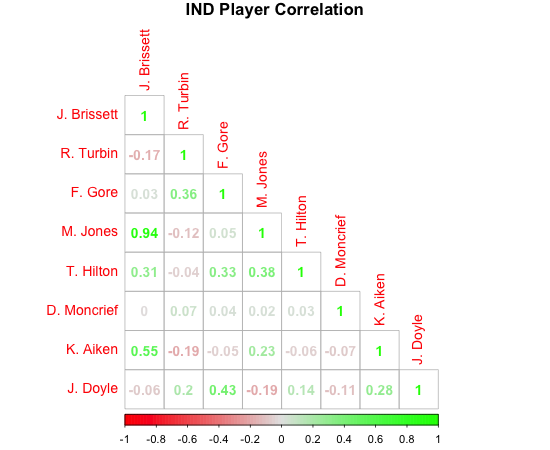 IND Player Correlation
J. Brissett
R. Turbin
F. Gore
M. Jones
T. Hilton
D. Moncrief
K. Aiken
J. Doyle
J. Brissett 1
R. Turbin -0.17 1
F. Gore 0.03 0.36 1
M. Jones 0.94 -0.12 0.05 1
T. Hilton 0.31 -0.04 0.33 0.38 1
D. Moncrief 0 0.07 0.04 0.02 0.03 1
K. Aiken 0.55 -0.19 -0.05 0.23 -0.06 -0.07 1
J. Doyle -0.06 0.2 0.43 -0.19 0.14 -0.11 0.28 1
-1 -0.8 -0.6 -0.4 -0.2 0 0.2 0.4 0.6 0.8 1